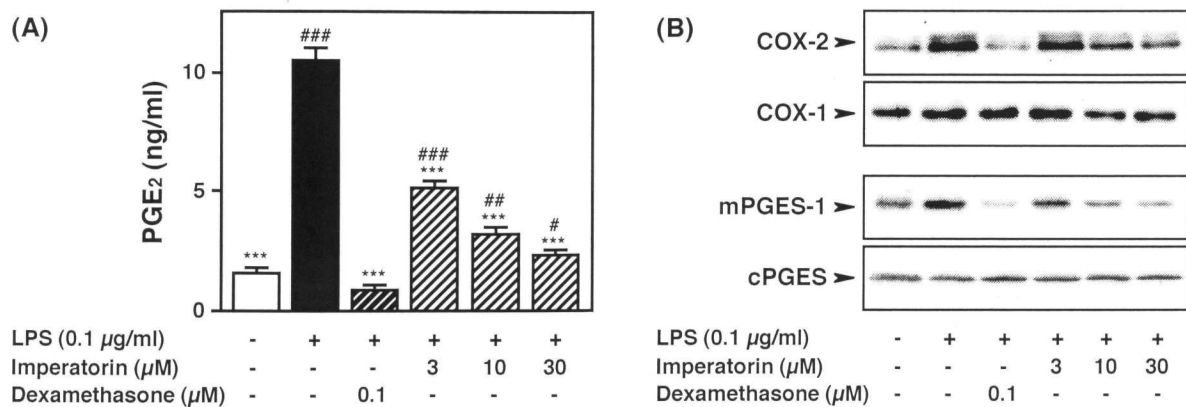 (A)
PGE2 (ng/ml)
10
5
0
***
###
***
###
***
##
***
#
***
LPS (0.1 µg/ml) - + + + + +
Imperatorin (µM) - - - 3 10 30
Dexamethasone (µM) - - 0.1 - - -
(B)
COX-2
COX-1
mPGES-1
cPGES
LPS (0.1 µg/ml) - + + + + +
Imperatorin (µM) - - - 3 10 30
Dexamethasone (µM) - - 0.1 - - -